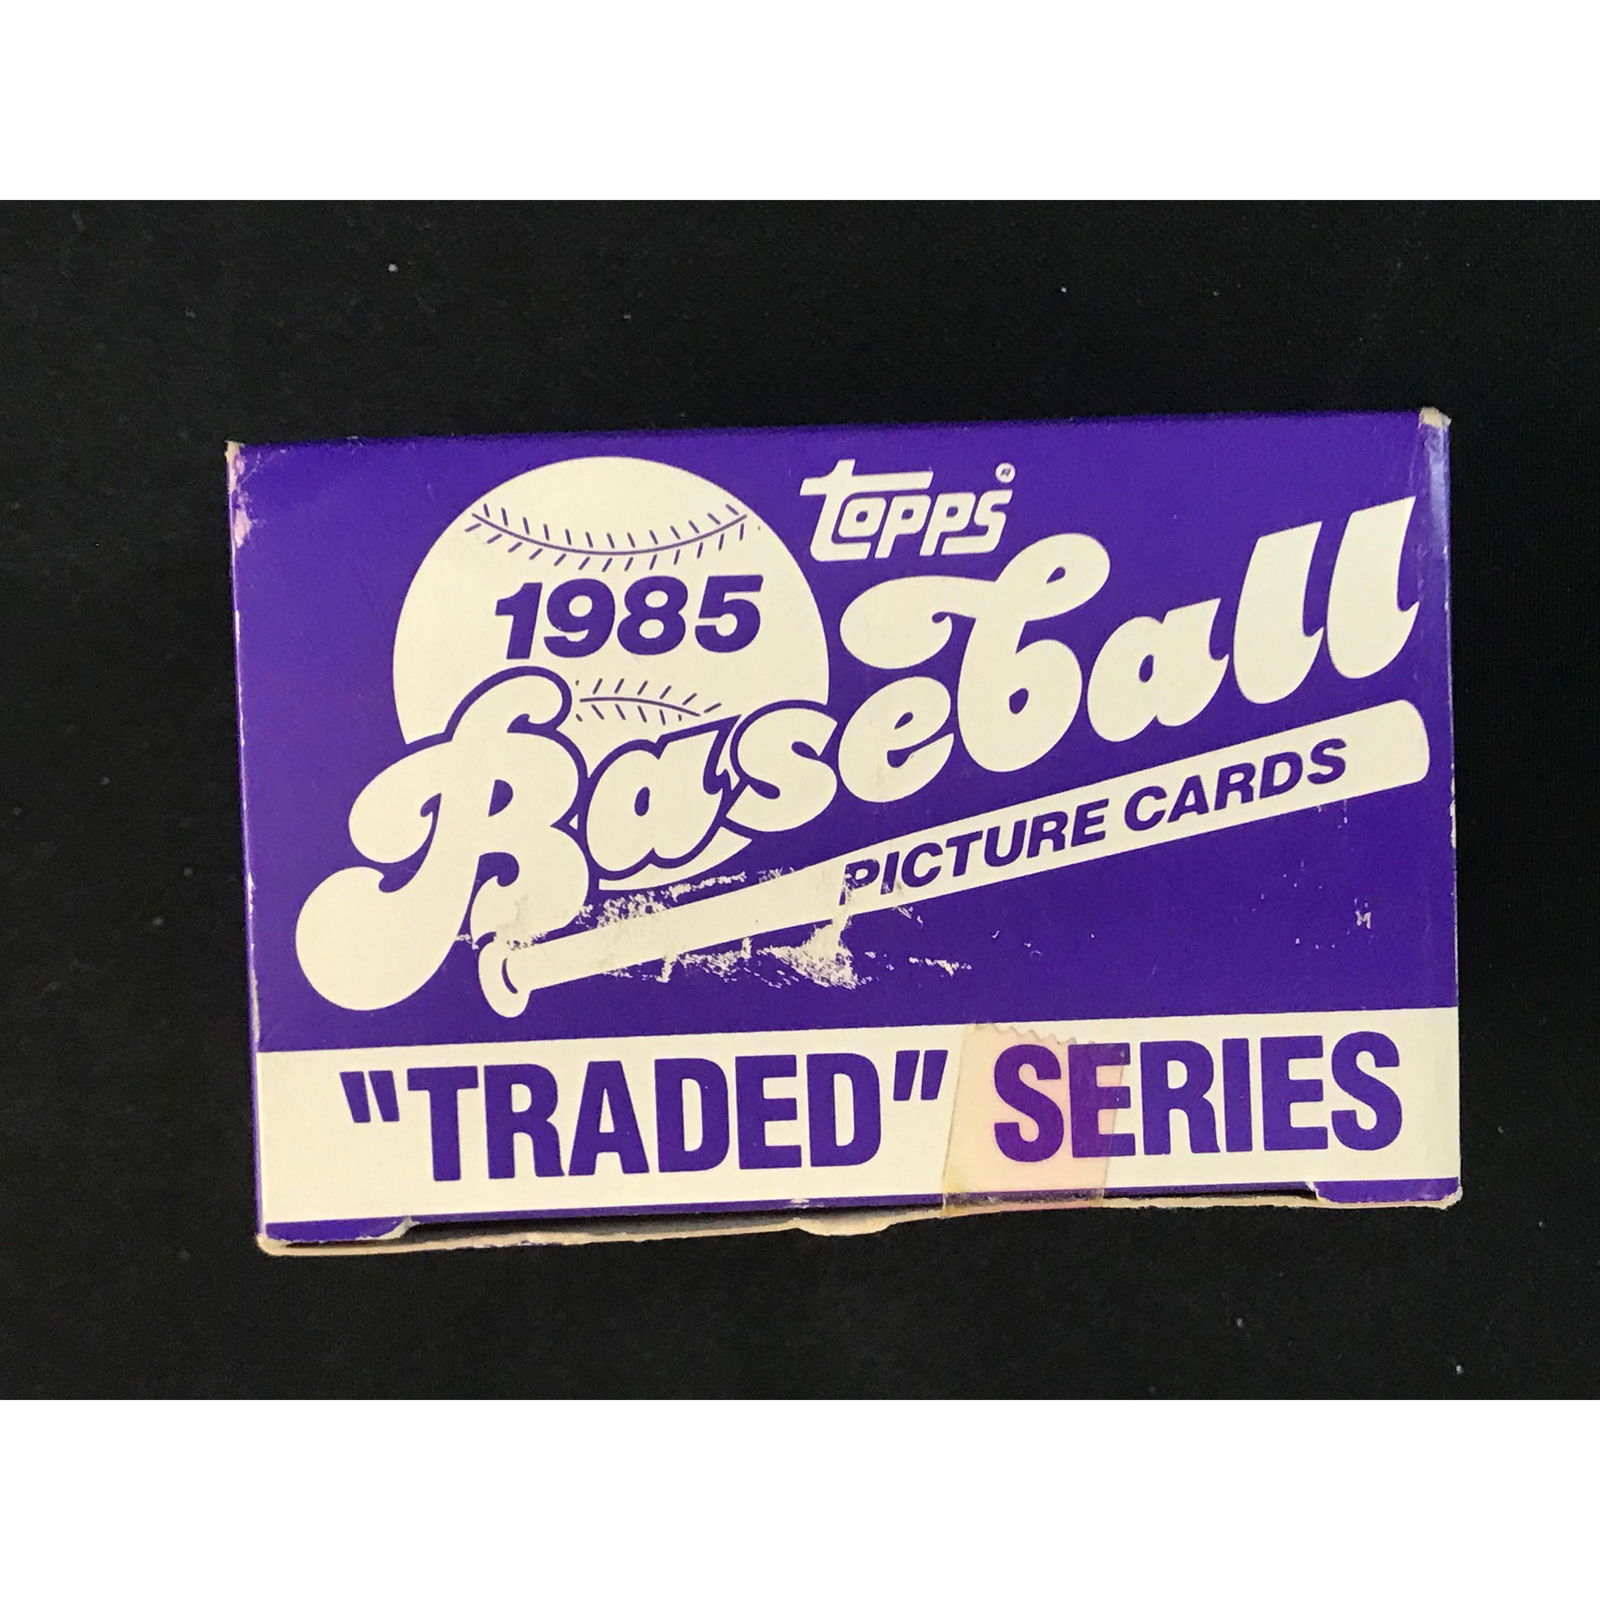 topps®
1985
Baseball
PICTURE CARDS
"TRADED" SERIES